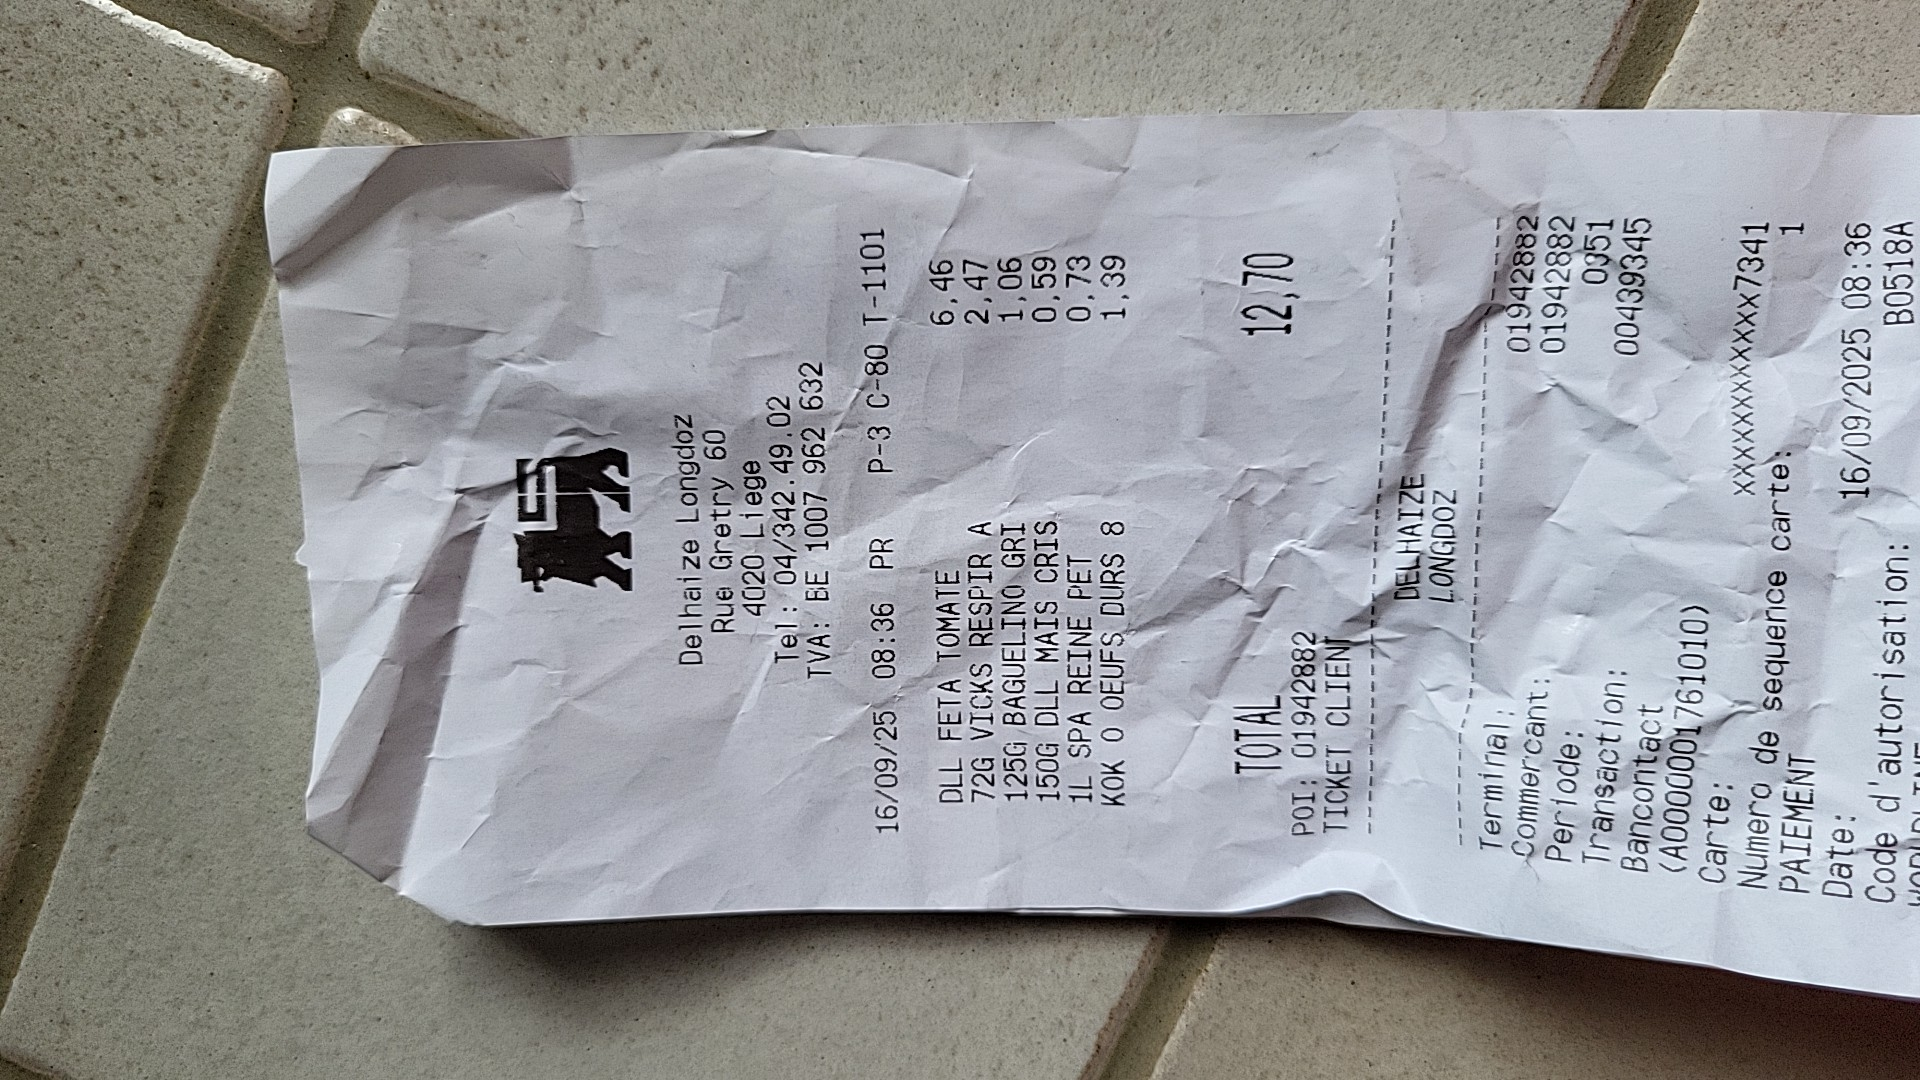 Delhaize Longdoz
Rue Gretry 60
4020 Liege
Tel: 04/342.49.02
TVA: BE 1007 962 632
16/09/25 08:36 PR P-3 C-80 T-1101
DLL FETA TOMATE 6,46
72G VICKS RESPIR A 2,47
125G BAGUELINO GRI 1,06
150G DLL MAIS CRIS 0,59
1L SPA REINE PET 0,73
KOK O OEUFS DURS 8 1,39
TOTAL 12,70
POI: 01942882
TICKET CLIENT
DELHAIZE
LONGDOZ
Terminal: 01942882
Commercant: 01942882
Periode: 0351
Transaction: 00439345
Bancontact
(A0000001761010)
Carte: xxxxxxxxxxxxx7341
Numero de sequence carte: 1
PAIEMENT
Date: 16/09/2025 08:36
Code d'autorisation: B0518A